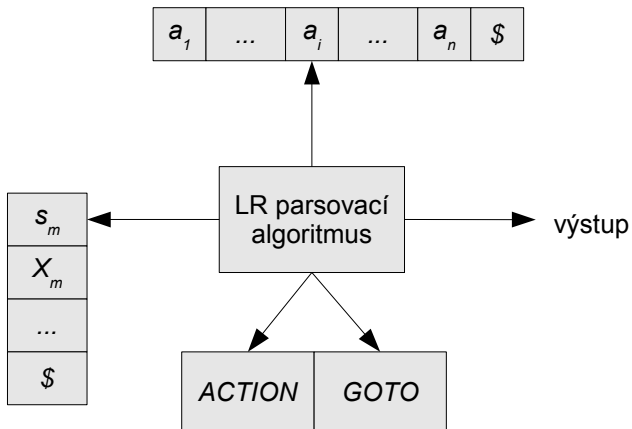 a1 ... ai ... an $
LR parsovací
algoritmus
sm
Xm
...
$
výstup
ACTION GOTO